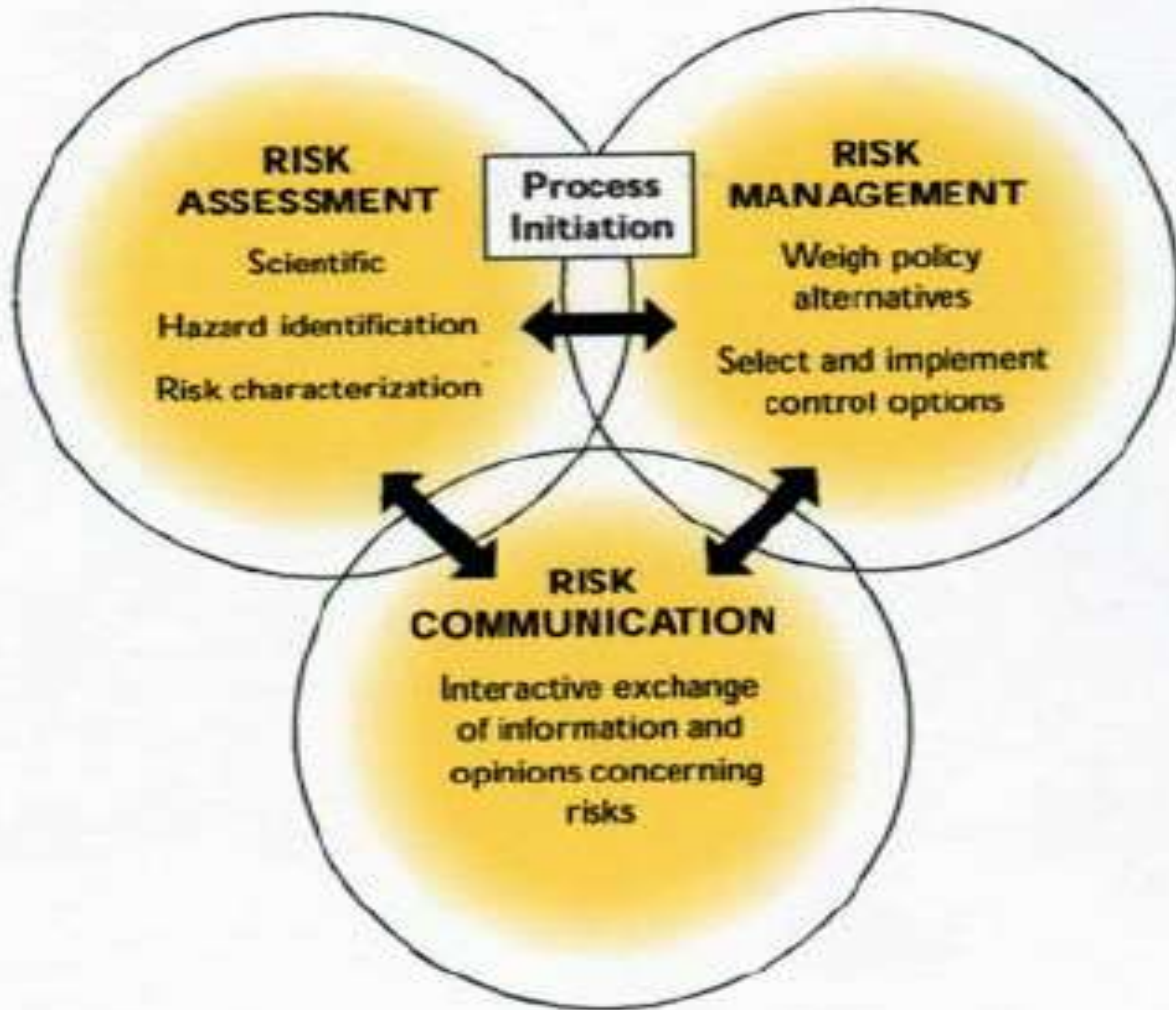 RISK
ASSESSMENT
Scientific
Hazard identification
Risk characterization
Process
Initiation
RISK
MANAGEMENT
Weigh policy
alternatives
Select and implement
control options
RISK
COMMUNICATION
Interactive exchange
of information and
opinions concerning
risks